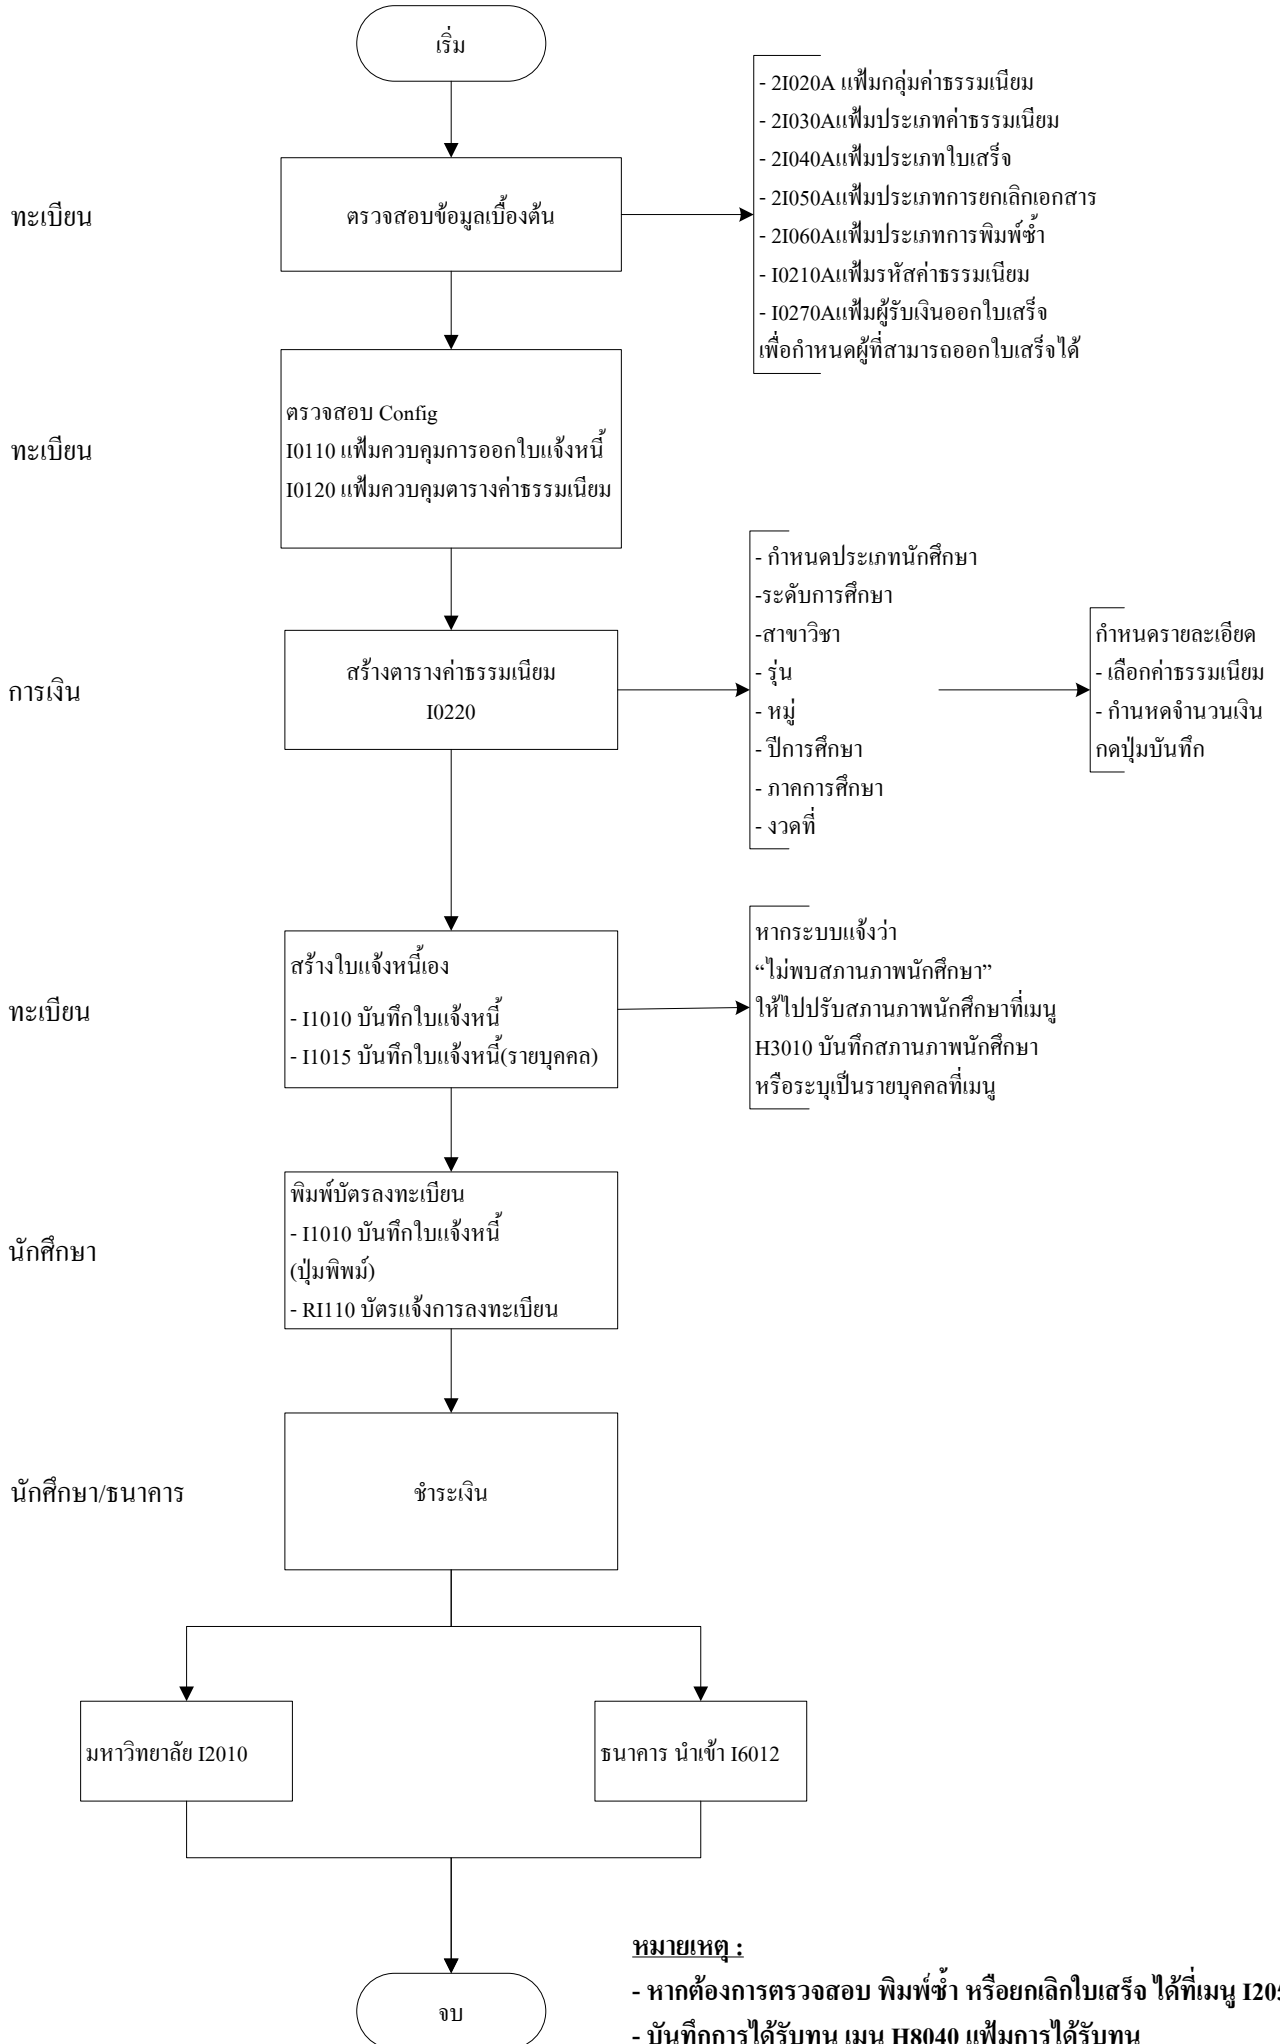 เริ่ม
- 2I020A แฟ้มกลุ่มค่าธรรมเนียม
- 2I030Aแฟ้มประเภทค่าธรรมเนียม
- 2I040Aแฟ้มประเภทใบเสร็จ
- 2I050Aแฟ้มประเภทการยกเลิกเอกสาร
- 2I060Aแฟ้มประเภทการพิมพ์ซ้ำ
- I0210Aแฟ้มรหัสค่าธรรมเนียม
- I0270Aแฟ้มผู้รับเงินออกใบเสร็จ
เพื่อกำหนดผู้ที่สามารถออกใบเสร็จได้
ทะเบียน
ตรวจสอบข้อมูลเบื้องต้น
ทะเบียน
ตรวจสอบ Config
I0110 แฟ้มควบคุมการออกใบแจ้งหนี้
I0120 แฟ้มควบคุมตารางค่าธรรมเนียม
การเงิน
สร้างตารางค่าธรรมเนียม
I0220
- กำหนดประเภทนักศึกษา
-ระดับการศึกษา
-สาขาวิชา
- รุ่น
- หมู่
- ปีการศึกษา
- ภาคการศึกษา
- งวดที่
กำหนดรายละเอียด
- เลือกค่าธรรมเนียม
- กำนหดจำนวนเงิน
กดปุ่มบันทึก
ทะเบียน
สร้างใบแจ้งหนี้เอง
- I1010 บันทึกใบแจ้งหนี้
- I1015 บันทึกใบแจ้งหนี้(รายบุคคล)
หากระบบแจ้งว่า
“ไม่พบสภานภาพนักศึกษา”
ให้ไปปรับสภานภาพนักศึกษาที่เมนู
H3010 บันทึกสภานภาพนักศึกษา
หรือระบุเป็นรายบุคคลที่เมนู
นักศึกษา
พิมพ์บัตรลงทะเบียน
- I1010 บันทึกใบแจ้งหนี้
(ปุ่มพิพม์)
- RI110 บัตรแจ้งการลงทะเบียน
นักศึกษา/ธนาคาร
ชำระเงิน
มหาวิทยาลัย I2010
ธนาคาร นำเข้า I6012
จบ
หมายเหตุ :
- หากต้องการตรวจสอบ พิมพ์ซ้ำ หรือยกเลิกใบเสร็จ ได้ที่เมนู
- บันทึกการได้รับทุน เมนู H8040 แฟ้มการได้รับทุน